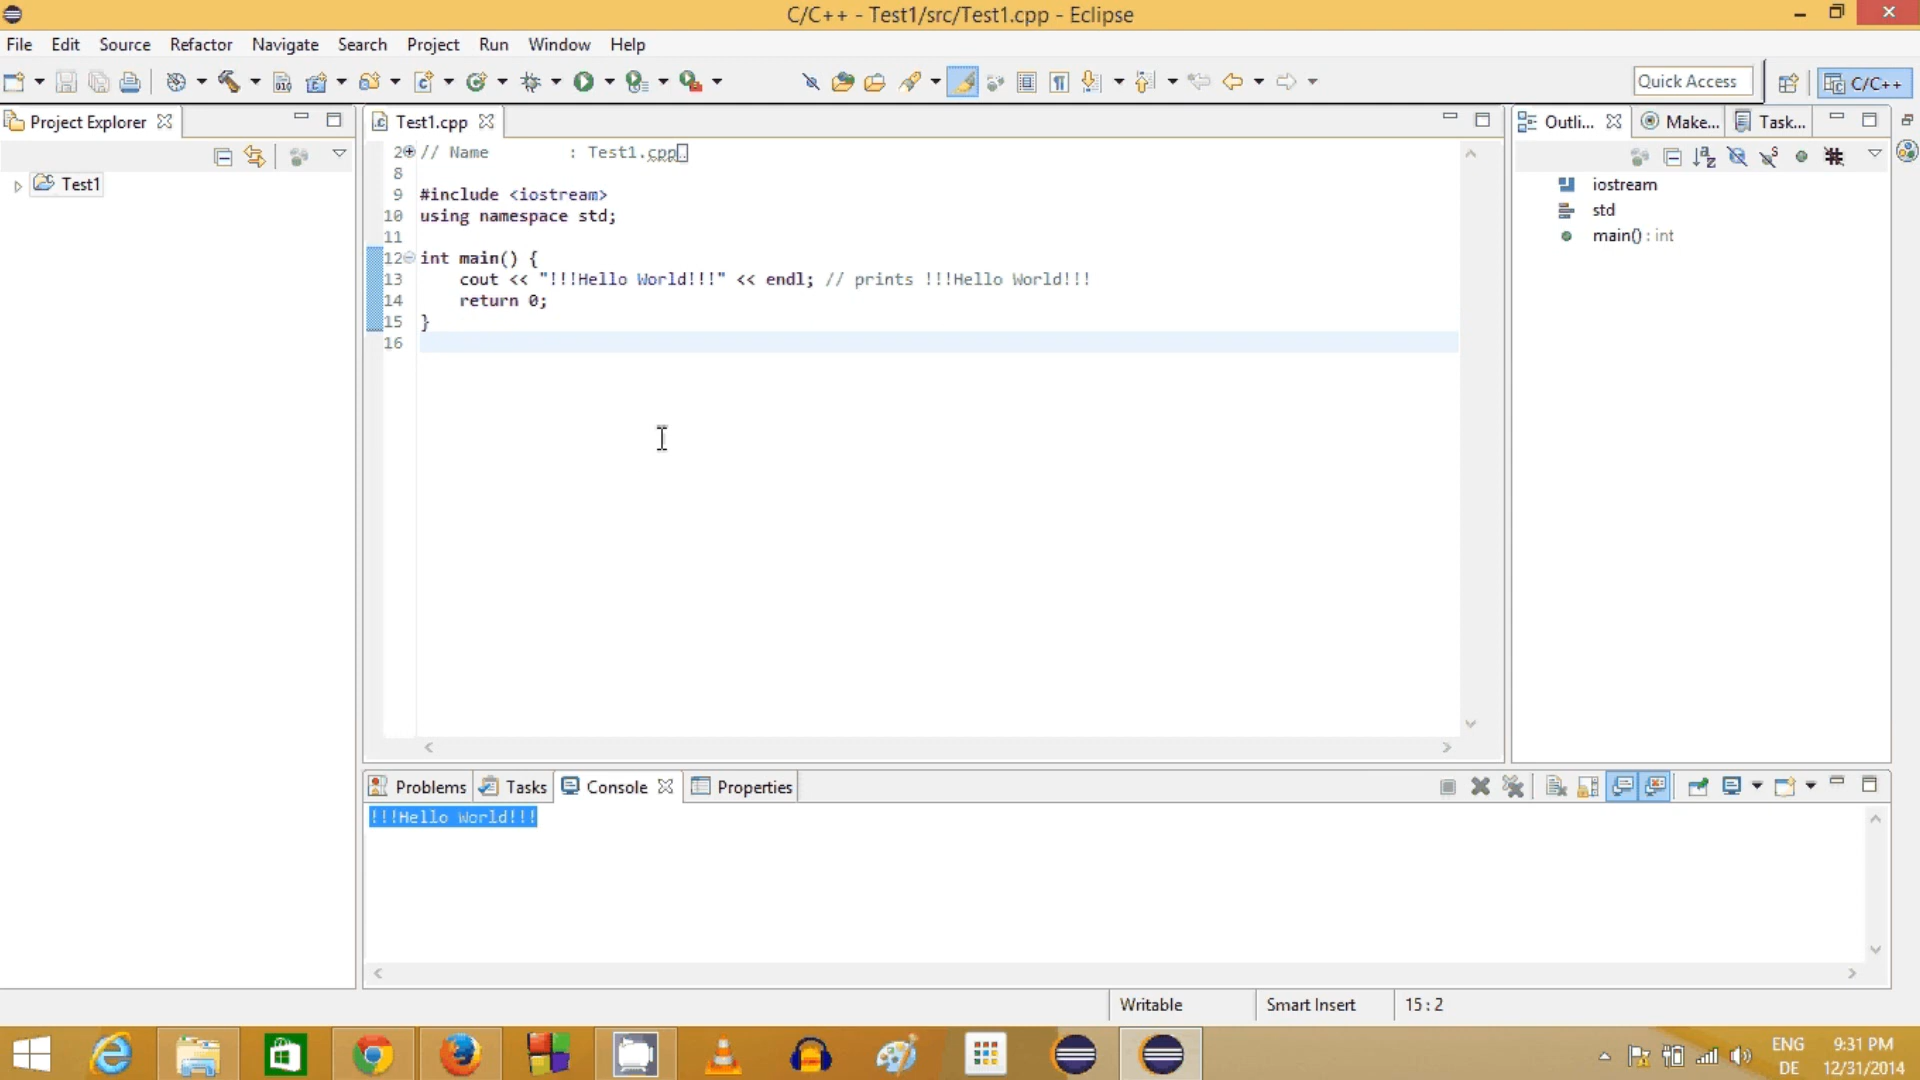 C/C++ - Test1/src/Test1.cpp - Eclipse
File Edit Source Refactor Navigate Search Project Run Window Help
Quick Access C/C++
Project Explorer
Test1
Test1.cpp
2 // Name : Test1.cpp
8
9 #include <iostream>
10 using namespace std;
11
12 int main() {
13 cout << "!!!Hello World!!!" << endl; // prints !!!Hello World!!!
14 return 0;
15 }
16
Outli... Make... Task...
iostream
std
main() : int
Problems Tasks Console Properties
!!!Hello World!!!
Writable Smart Insert 15 : 2
ENG 9:31 PM
DE 12/31/2014